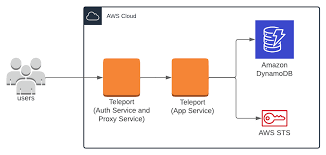 AWS Cloud
users
Teleport
(Auth Service and
Proxy Service)
Teleport
(App Service)
Amazon
DynamoDB
AWS STS